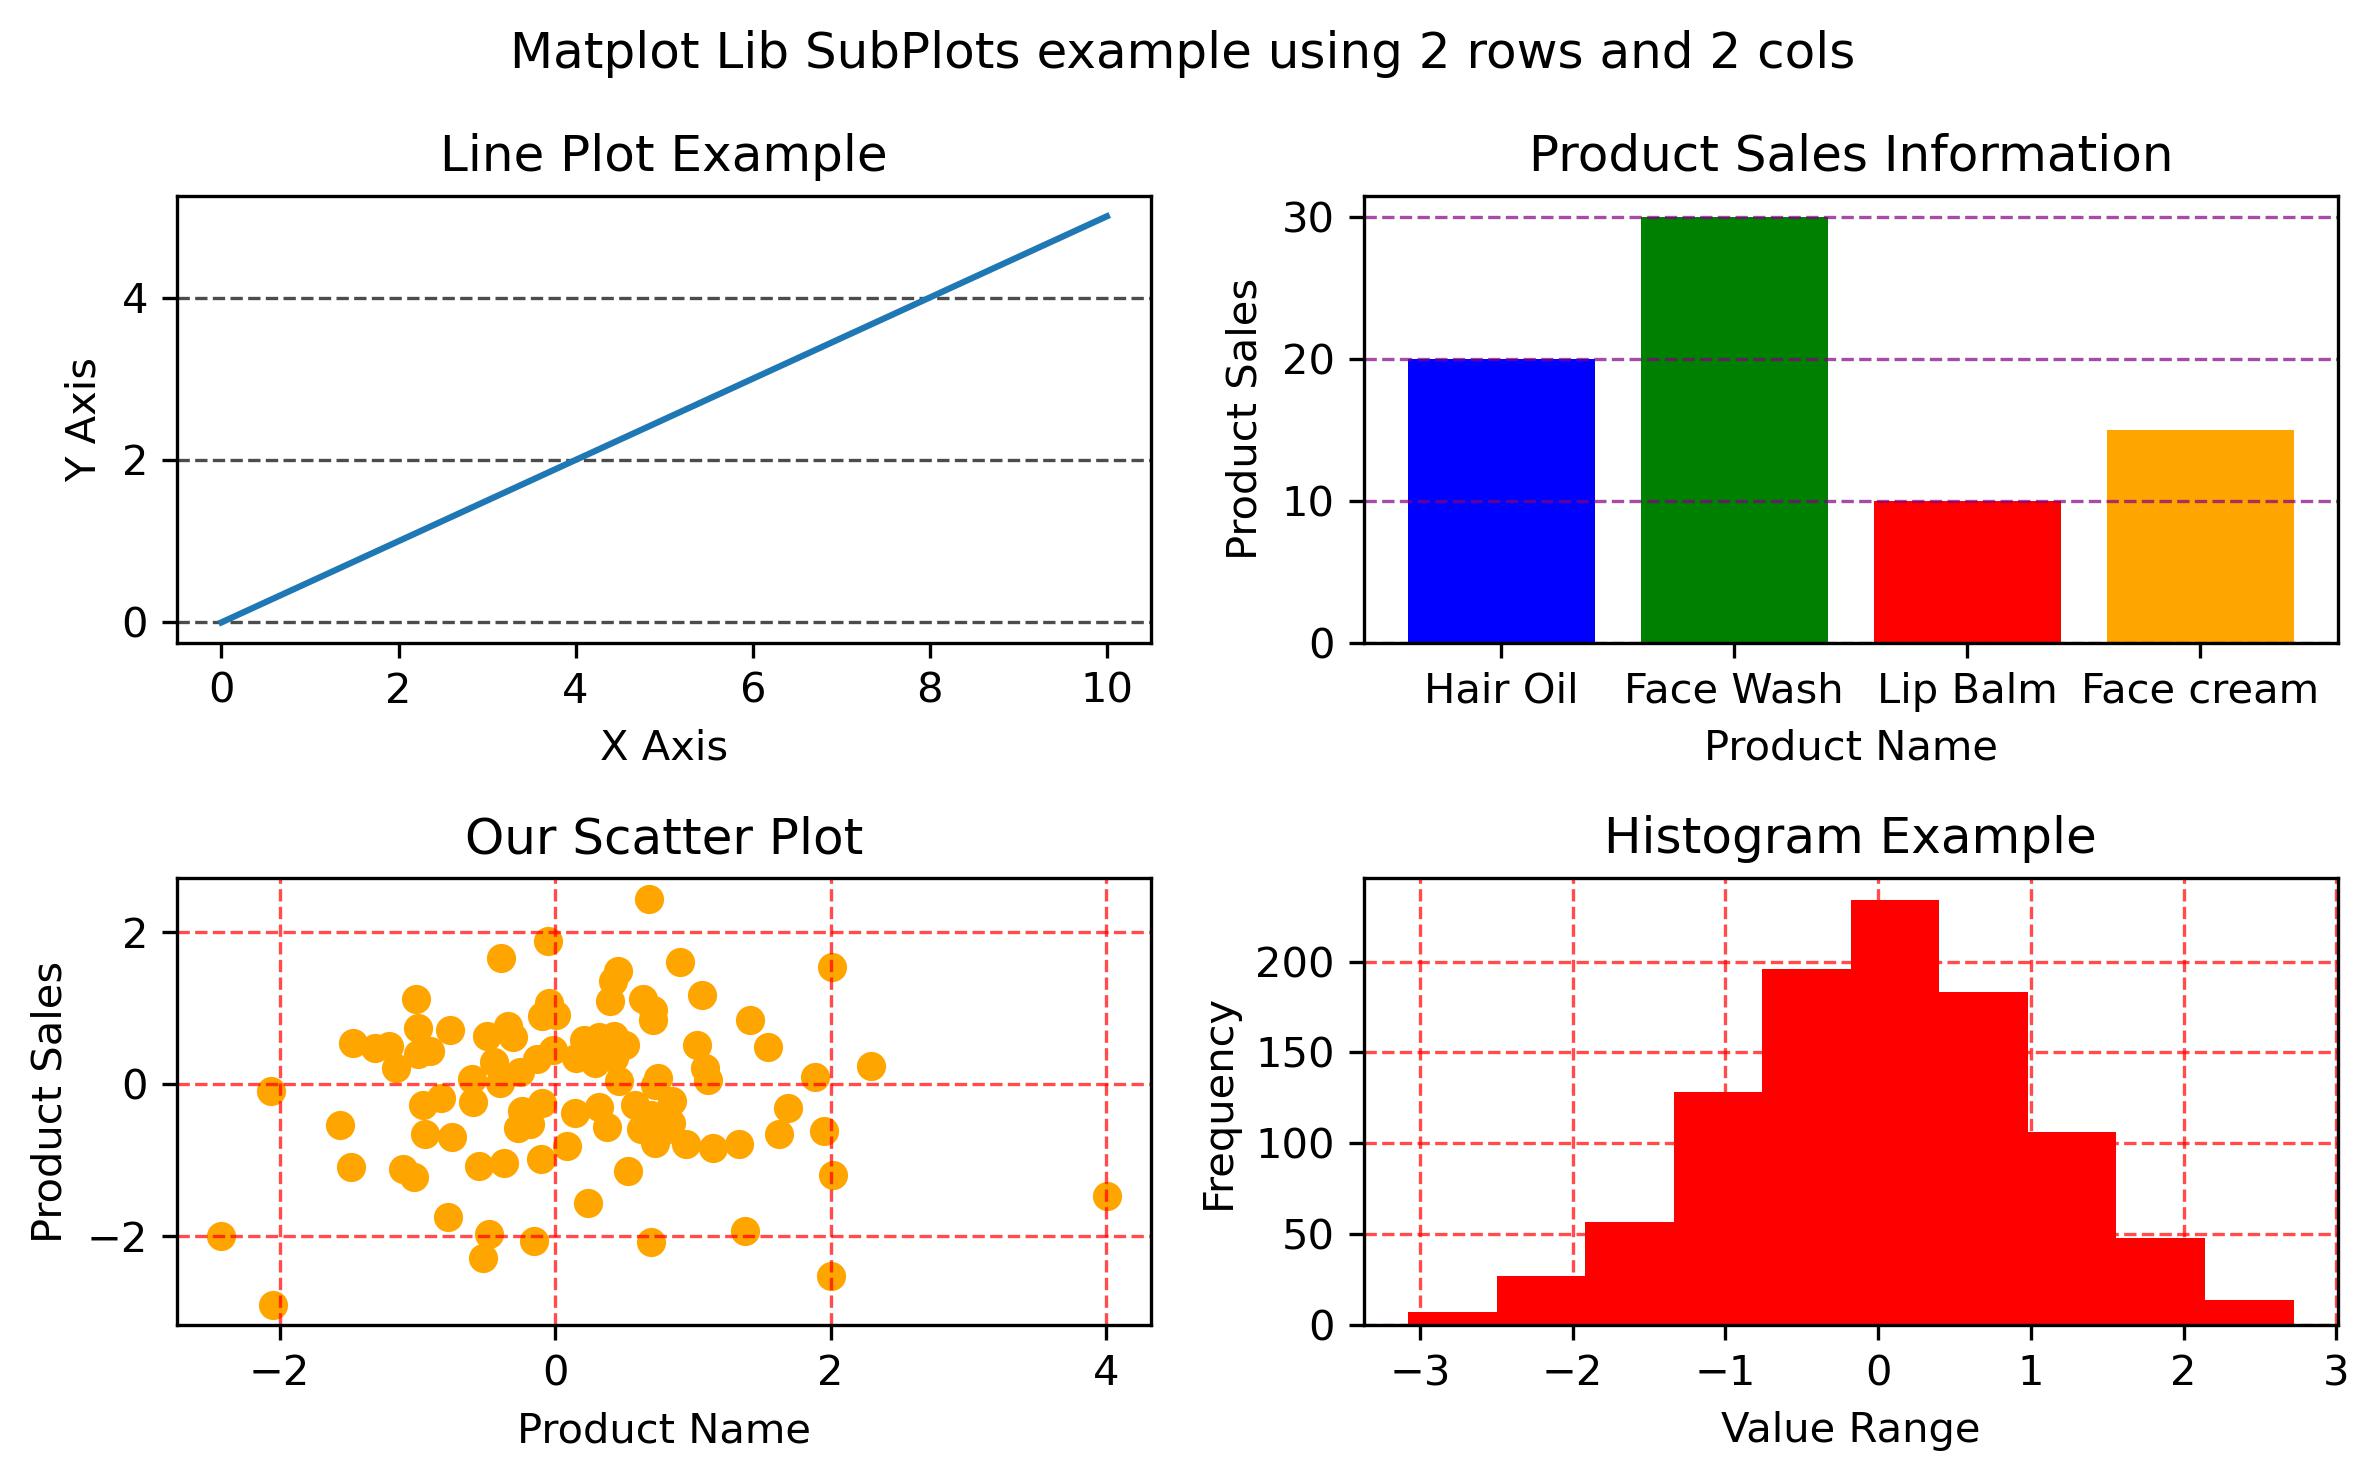 Matplot Lib SubPlots example using 2 rows and 2 cols
Line Plot Example
Y Axis
4
2
0
0 2 4 6 8 10
X Axis
Product Sales Information
Product Sales
30
20
10
0
Hair Oil Face Wash Lip Balm Face cream
Product Name
Our Scatter Plot
Product Sales
2
0
−2
−2 0 2 4
Product Name
Histogram Example
Frequency
200
150
100
50
0
−3 −2 −1 0 1 2 3
Value Range